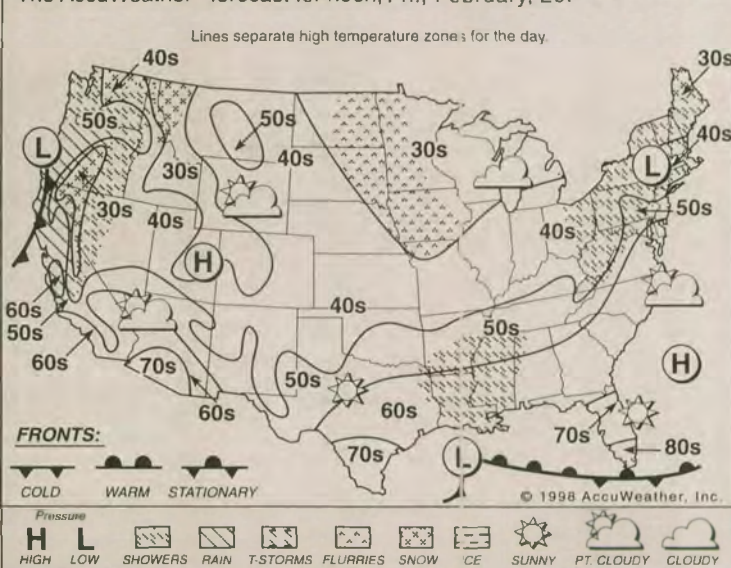 Lines separate high temperature zones for the day.
40s
30s
50s
50s
40s
L
30s
30s
40s
L
30s
40s
40s
50s
H
40s
60s
50s
50s
60s
70s
50s
60s
60s
H
70s
70s
80s
L
FRONTS:
COLD WARM STATIONARY
© 1998 AccuWeather, Inc.
Pressure
H L
HIGH LOW SHOWERS RAIN T-STORMS FLURRIES SNOW ICE SUNNY PT. CLOUDY CLOUDY